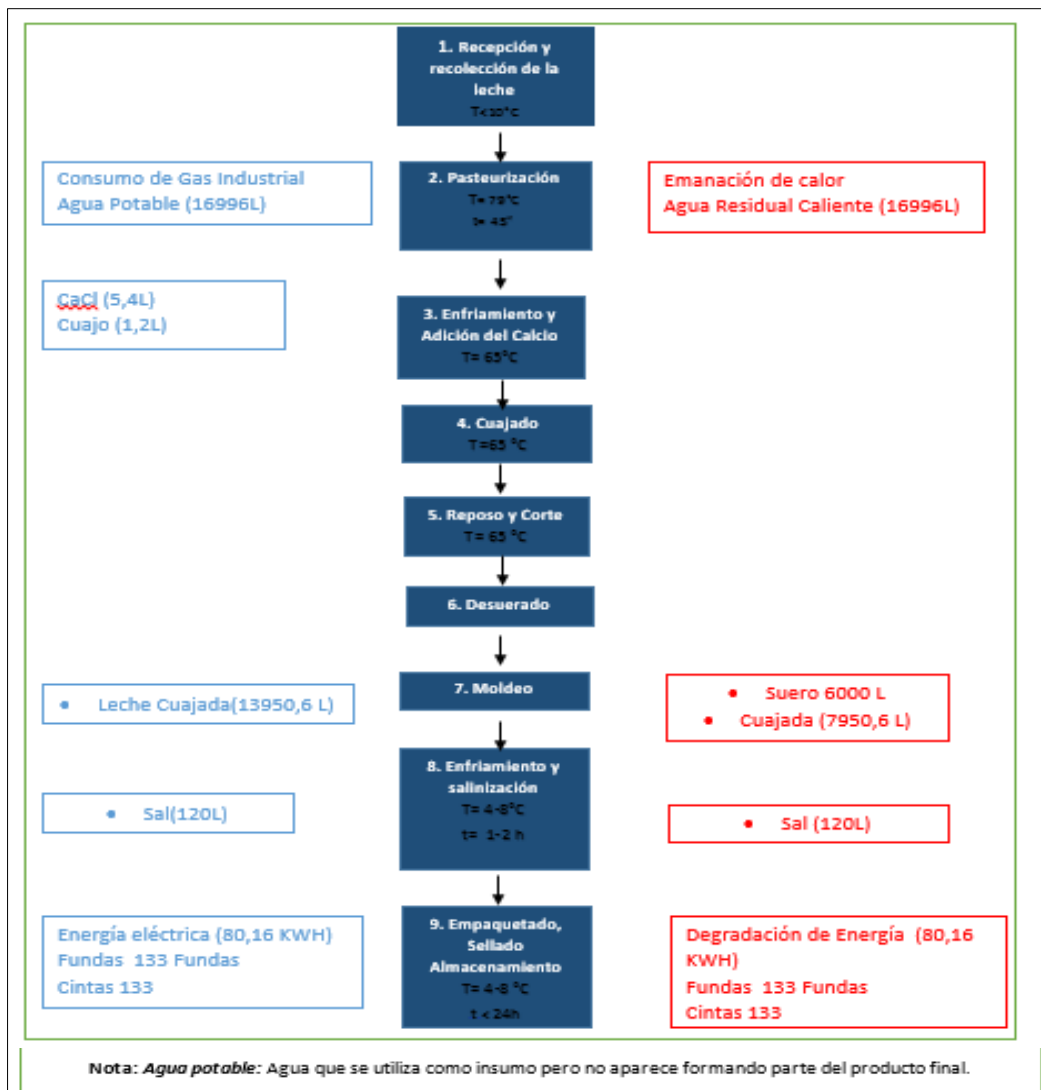 1. Recepción y
recolección de la
leche
T<10°C
Consumo de Gas Industrial
Agua Potable (16996L)
2. Pasteurización
T= 79°C
t= 45"
Emanación de calor
Agua Residual Caliente (16996L)
CaCl (5,4L)
Cuajo (1,2L)
3. Enfriamiento y
Adición del Calcio
T= 65°C
4. Cuajado
T=65 °C
5. Reposo y Corte
T= 65 °C
6. Desuerado
• Leche Cuajada(13950,6 L)
7. Moldeo
• Suero 6000 L
• Cuajada (7950,6 L)
8. Enfriamiento y
salinización
T= 4-8°C
t= 1-2 h
• Sal(120L)
• Sal (120L)
Energía eléctrica (80,16 KWH)
Fundas 133 Fundas
Cintas 133
9. Empaquetado,
Sellado
Almacenamiento
T= 4-8 °C
t < 24h
Degradación de Energía (80,16
KWH)
Fundas 133 Fundas
Cintas 133
Nota: Agua potable: Agua que se utiliza como insumo pero no aparece formando parte del producto final.